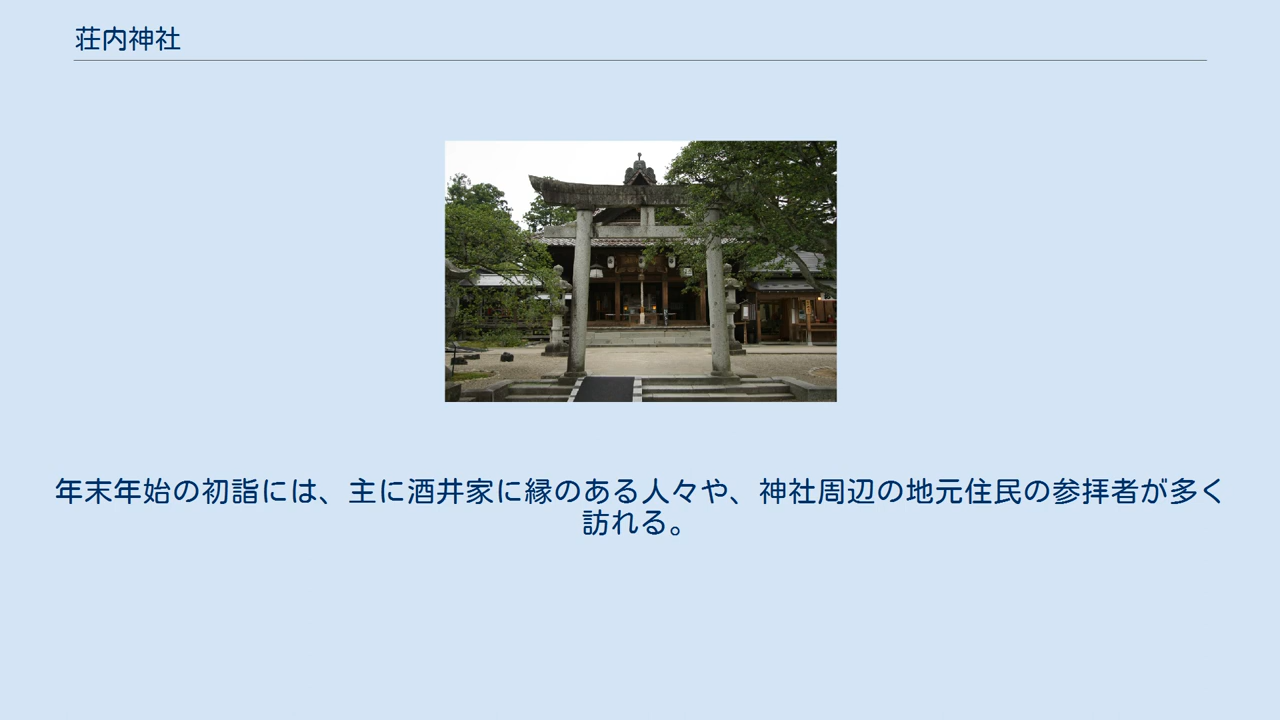 荘内神社
年末年始の初詣には、主に酒井家に縁のある人々や、神社周辺の地元住民の参拝者が多く
訪れる。